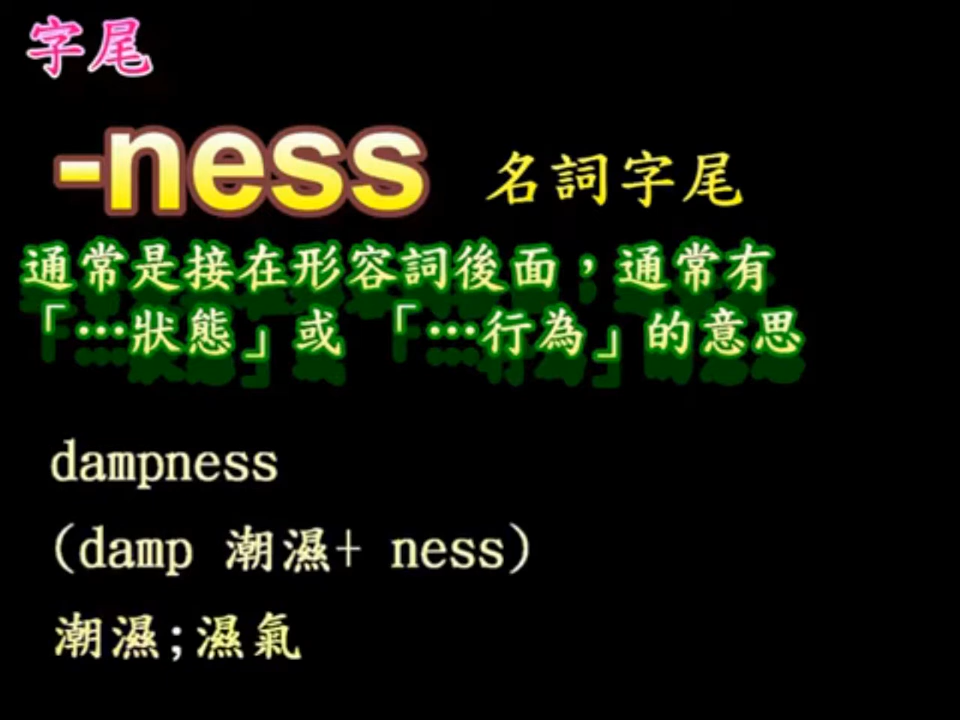 字尾
-ness 名詞字尾
通常是接在形容詞後面，通常有
「…狀態」或 「…行為」的意思
dampness
(damp 潮濕+ ness)
潮濕;濕氣